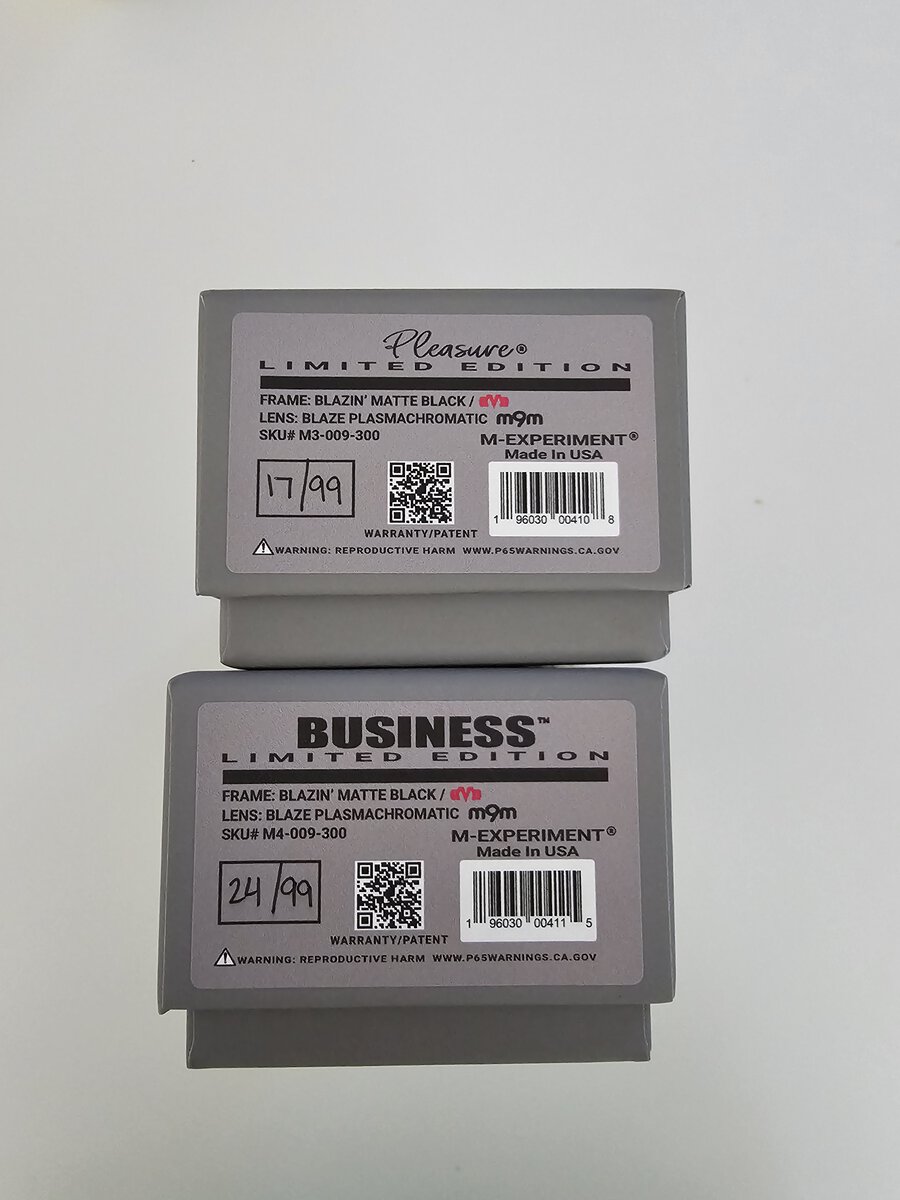 Pleasure®
LIMITED EDITION
FRAME: BLAZIN' MATTE BLACK /
LENS: BLAZE PLASMACHROMATIC m9m
SKU# M3-009-300
M-EXPERIMENT®
Made In USA
17/99
1 96030 00410 8
WARRANTY/PATENT
WARNING: REPRODUCTIVE HARM WWW.P65WARNINGS.CA.GOV
BUSINESS™
LIMITED EDITION
FRAME: BLAZIN' MATTE BLACK /
LENS: BLAZE PLASMACHROMATIC m9m
SKU# M4-009-300
M-EXPERIMENT®
Made In USA
24/99
1 96030 00411 5
WARRANTY/PATENT
WARNING: REPRODUCTIVE HARM WWW.P65WARNINGS.CA.GOV